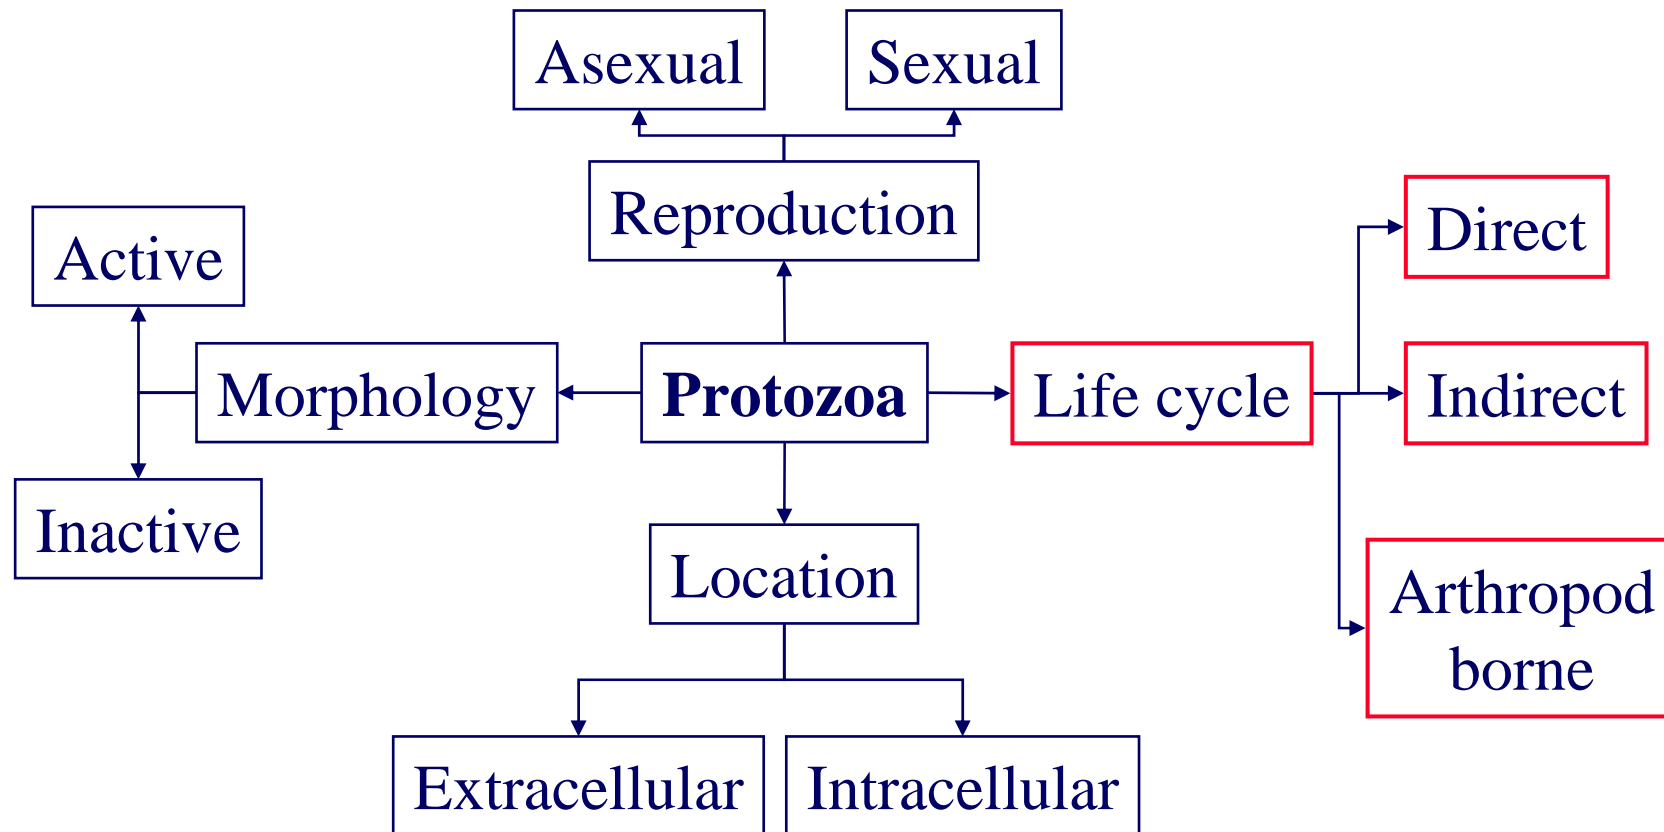 Asexual
Sexual
Reproduction
Direct
Active
Morphology
Protozoa
Life cycle
Indirect
Inactive
Location
Arthropod
borne
Extracellular
Intracellular